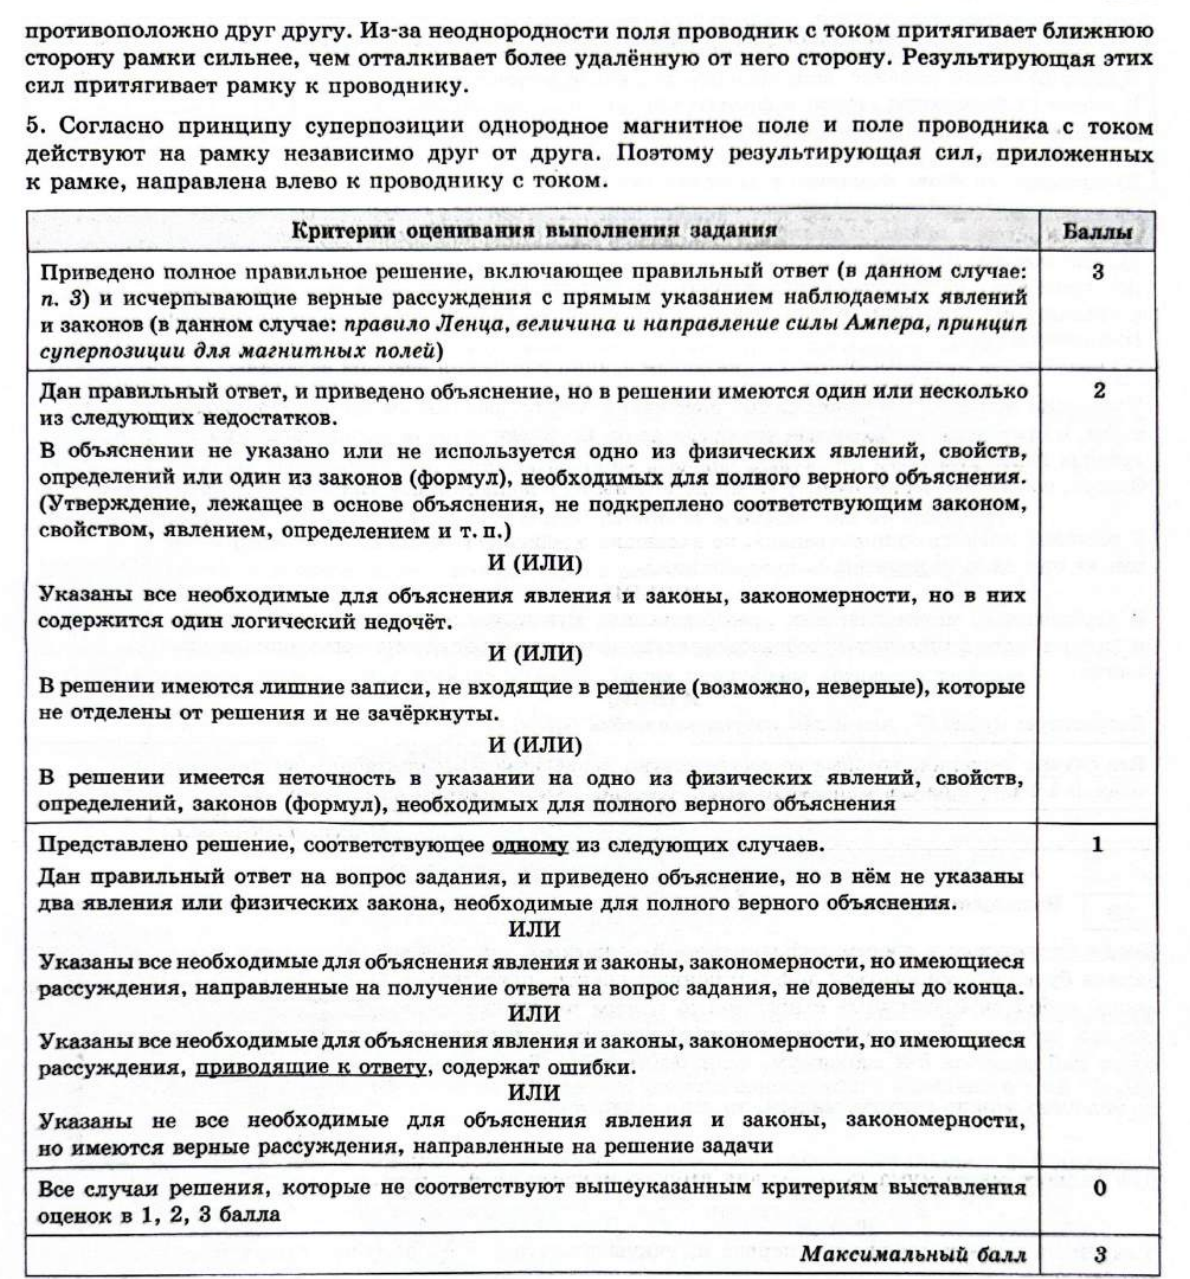 противоположно друг другу. Из-за неоднородности поля проводник с током притягивает ближнюю
сторону рамки сильнее, чем отталкивает более удалённую от него сторону. Результирующая этих
сил притягивает рамку к проводнику.
5. Согласно принципу суперпозиции однородное магнитное поле и поле проводника с током
действуют на рамку независимо друг от друга. Поэтому результирующая сил, приложенных
к рамке, направлена влево к проводнику с током.
Критерии оценивания выполнения задания Баллы
Приведено полное правильное решение, включающее правильный ответ (в данном случае: 3
п. 3) и исчерпывающие верные рассуждения с прямым указанием наблюдаемых явлений
и законов (в данном случае: правило Ленца, величина и направление силы Ампера, принцип
суперпозиции для магнитных полей)
Дан правильный ответ, и приведено объяснение, но в решении имеются один или несколько 2
из следующих недостатков.
В объяснении не указано или не используется одно из физических явлений, свойств,
определений или один из законов (формул), необходимых для полного верного объяснения.
(Утверждение, лежащее в основе объяснения, не подкреплено соответствующим законом,
свойством, явлением, определением и т. п.)
И (ИЛИ)
Указаны все необходимые для объяснения явления и законы, закономерности, но в них
содержится один логический недочёт.
И (ИЛИ)
В решении имеются лишние записи, не входящие в решение (возможно, неверные), которые
не отделены от решения и не зачёркнуты.
И (ИЛИ)
В решении имеется неточность в указании на одно из физических явлений, свойств,
определений, законов (формул), необходимых для полного верного объяснения
Представлено решение, соответствующее одному из следующих случаев. 1
Дан правильный ответ на вопрос задания, и приведено объяснение, но в нём не указаны
два явления или физических закона, необходимые для полного верного объяснения.
ИЛИ
Указаны все необходимые для объяснения явления и законы, закономерности, но имеющиеся
рассуждения, направленные на получение ответа на вопрос задания, не доведены до конца.
ИЛИ
Указаны все необходимые для объяснения явления и законы, закономерности, но имеющиеся
рассуждения, приводящие к ответу, содержат ошибки.
ИЛИ
Указаны не все необходимые для объяснения явления и законы, закономерности,
но имеются верные рассуждения, направленные на решение задачи
Все случаи решения, которые не соответствуют вышеуказанным критериям выставления 0
оценок в 1, 2, 3 балла
Максимальный балл 3